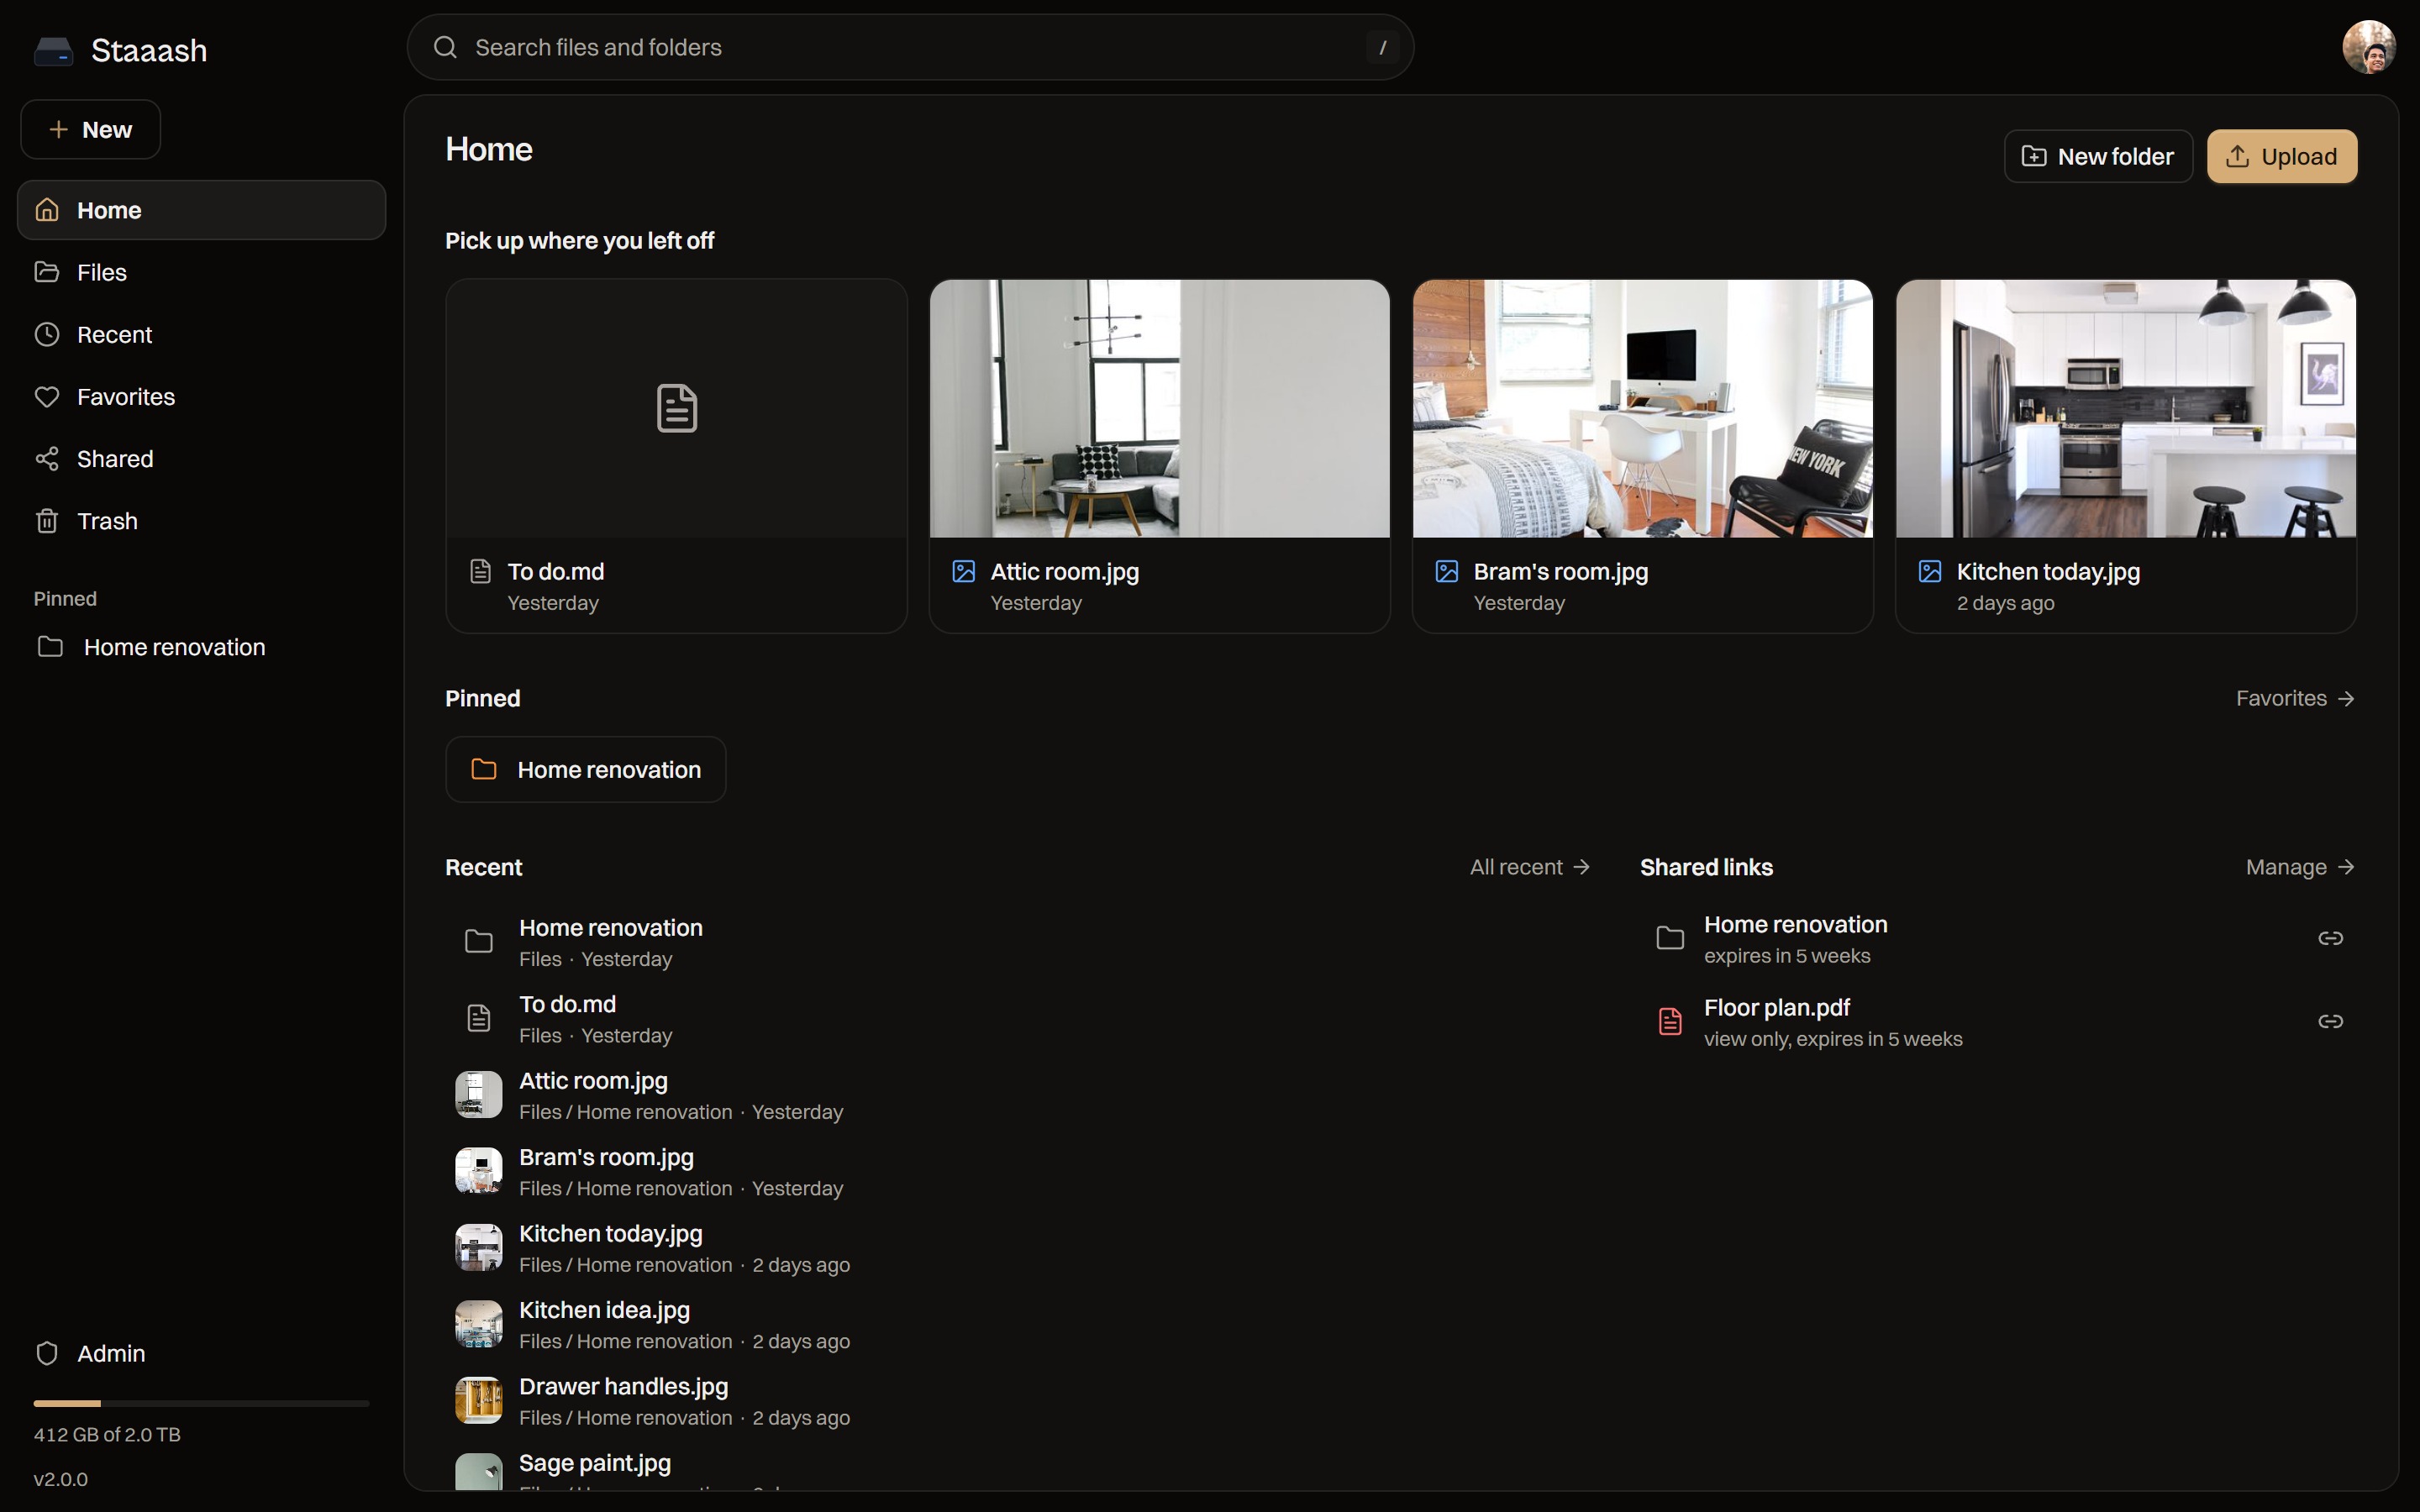 Staaash
Search files and folders
/
New
Home
Files
Recent
Favorites
Shared
Trash
Pinned
Home renovation
Admin
412 GB of 2.0 TB
v2.0.0
Home
New folder
Upload
Pick up where you left off
NEW YORK
To do.md
Yesterday
Attic room.jpg
Yesterday
Bram's room.jpg
Yesterday
Kitchen today.jpg
2 days ago
Pinned
Favorites
Home renovation
Recent
All recent
Home renovation
Files · Yesterday
To do.md
Files · Yesterday
Attic room.jpg
Files / Home renovation · Yesterday
Bram's room.jpg
Files / Home renovation · Yesterday
Kitchen today.jpg
Files / Home renovation · 2 days ago
Kitchen idea.jpg
Files / Home renovation · 2 days ago
Drawer handles.jpg
Files / Home renovation · 2 days ago
Sage paint.jpg
Shared links
Manage
Home renovation
expires in 5 weeks
Floor plan.pdf
view only, expires in 5 weeks